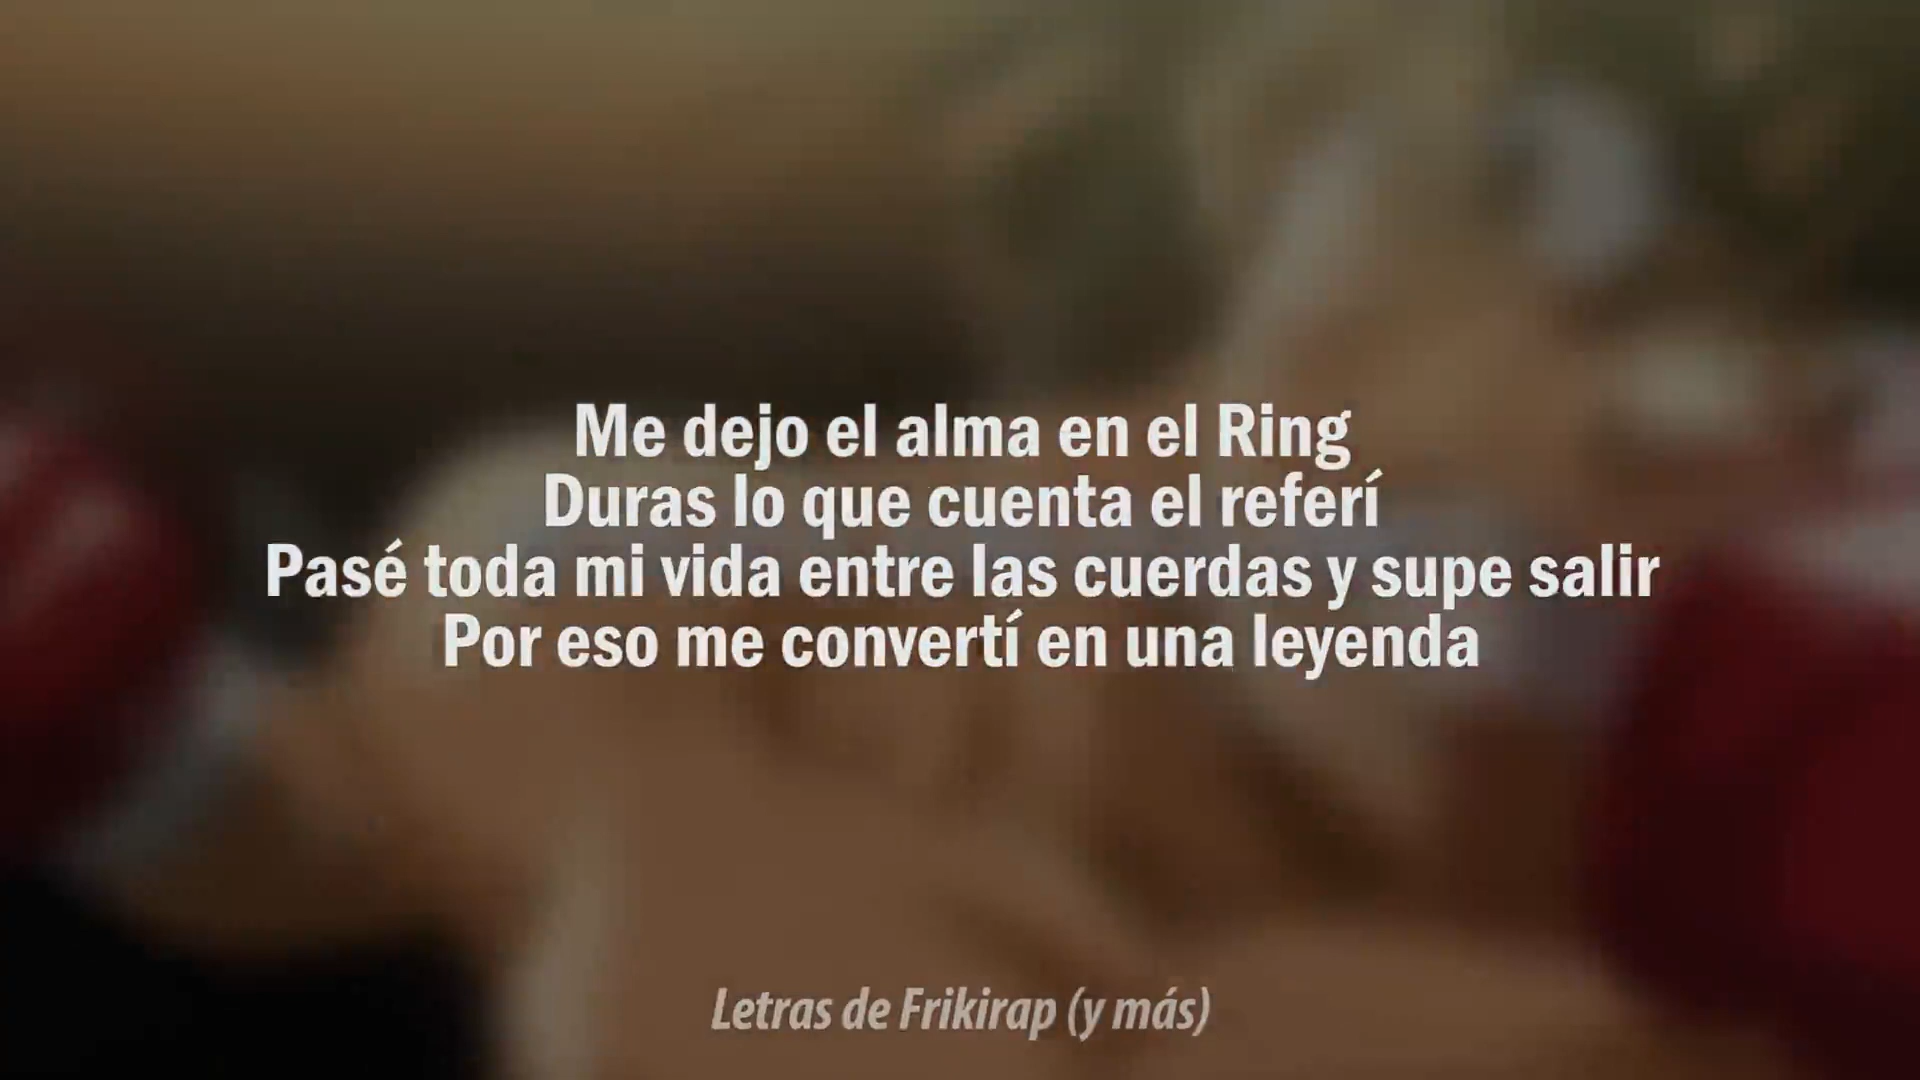 Me dejo el alma en el Ring
Duras lo que cuenta el referí
Pasé toda mi vida entre las cuerdas y supe salir
Por eso me convertí en una leyenda
Letras de Frikirap (y más)